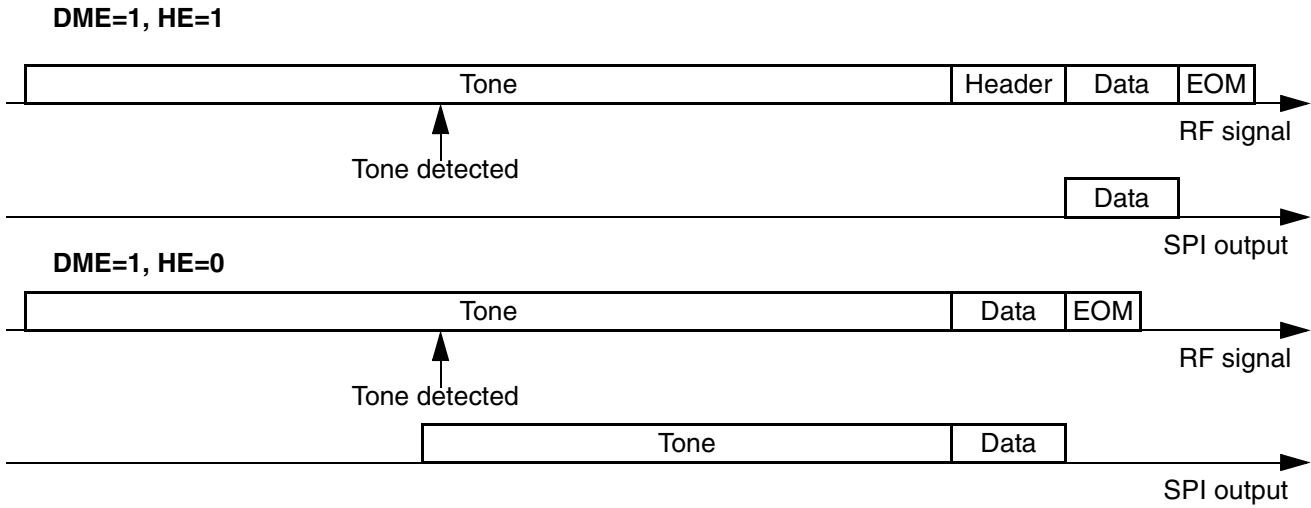 DME=1, HE=1
Tone Header Data EOM
RF signal
Tone detected
Data
SPI output
DME=1, HE=0
Tone Data EOM
RF signal
Tone detected
Tone Data
SPI output